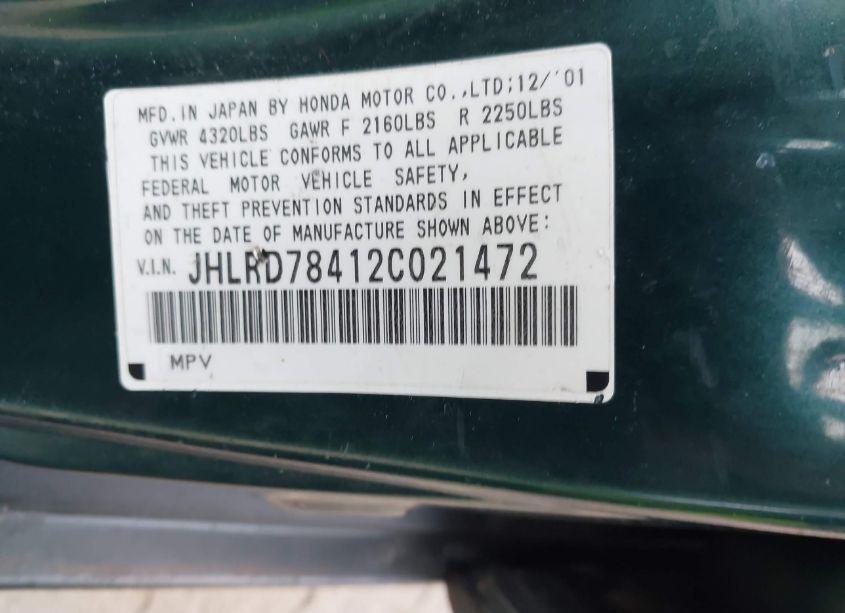 MFD. IN JAPAN BY HONDA MOTOR CO.,LTD;12/'01
GVWR 4320LBS GAWR F 2160LBS R 2250LBS
THIS VEHICLE CONFORMS TO ALL APPLICABLE
FEDERAL MOTOR VEHICLE SAFETY,
AND THEFT PREVENTION STANDARDS IN EFFECT
ON THE DATE OF MANUFACTURE SHOWN ABOVE:
V.I.N. JHLRD78412C021472
MPV